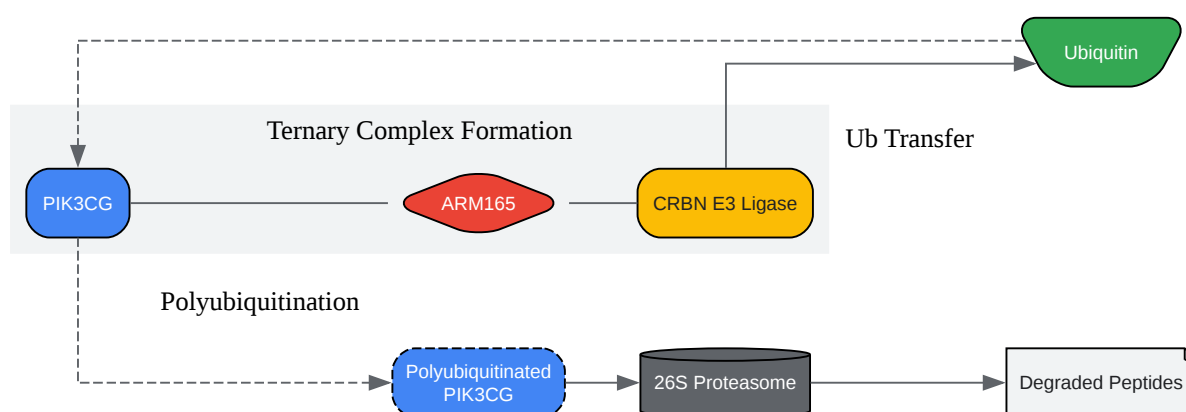 Ubiquitin
Ternary Complex Formation
Ub Transfer
PIK3CG
ARM165
CRBN E3 Ligase
Polyubiquitination
Polyubiquitinated
PIK3CG
26S Proteasome
Degraded Peptides